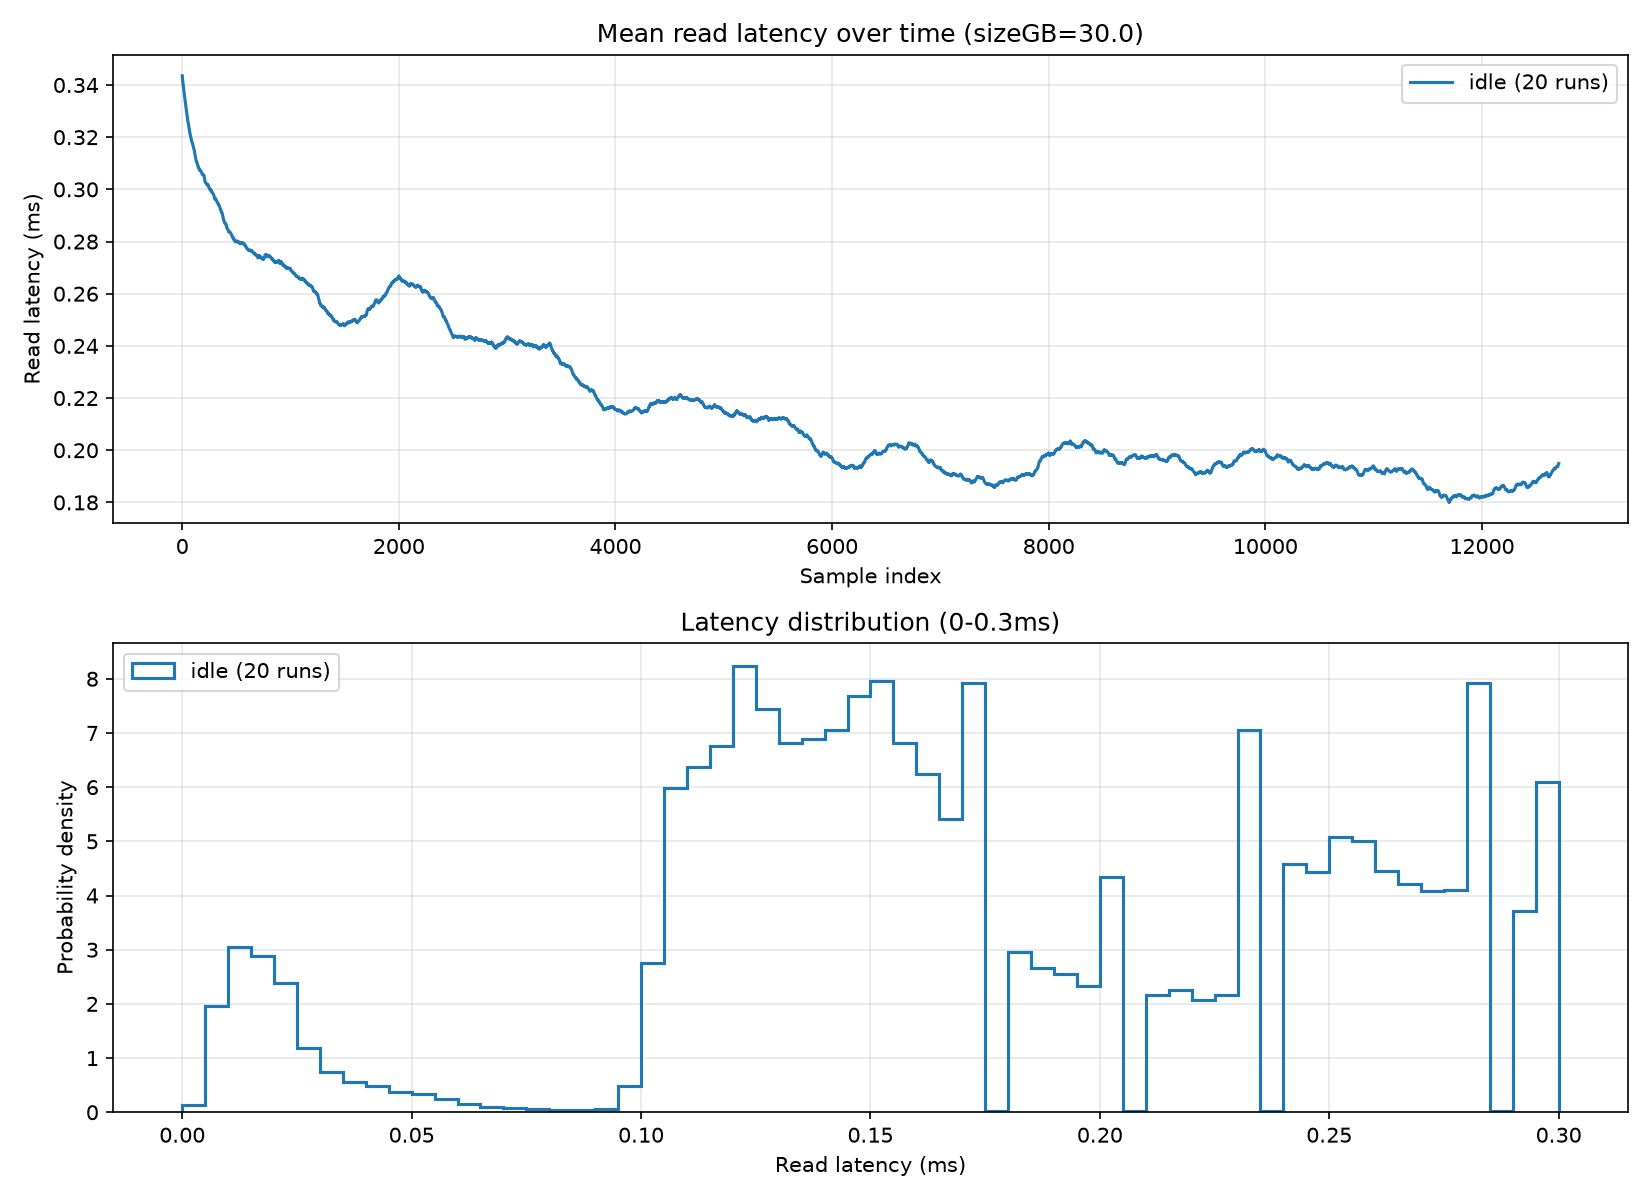 Mean read latency over time (sizeGB=30.0)
idle (20 runs)
Read latency (ms)
0.34
0.32
0.30
0.28
0.26
0.24
0.22
0.20
0.18
0 2000 4000 6000 8000 10000 12000
Sample index
Latency distribution (0-0.3ms)
idle (20 runs)
Probability density
8
7
6
5
4
3
2
1
0
0.00 0.05 0.10 0.15 0.20 0.25 0.30
Read latency (ms)